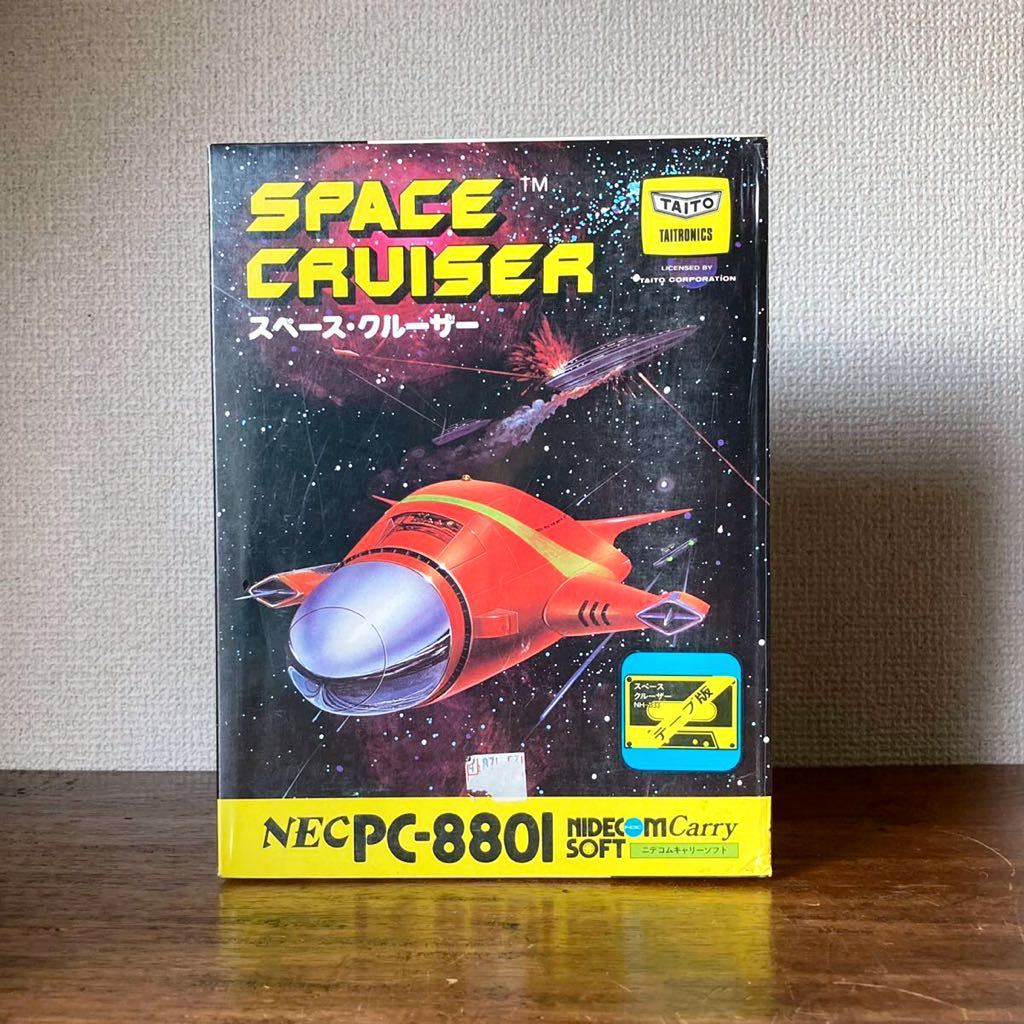 SPACE ™
CRUISER
スペース・クルーザー
TAITO
TAITRONICS
LICENSED BY
TAITO CORPORATION
スペース
クルーザー
テープ版
NEC PC-8801
NIDECOM Carry
SOFT
ニデコムキャリーソフト